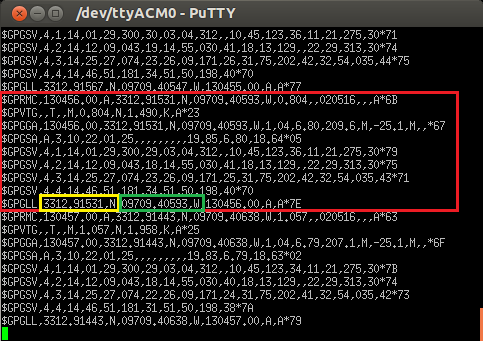 /dev/ttyACM0 - PuTTY
$GPGSV,4,1,14,01,29,300,30,03,04,312,,10,45,123,36,11,21,275,30*71
$GPGSV,4,2,14,12,09,043,19,14,55,030,41,18,13,129,,22,29,313,30*74
$GPGSV,4,3,14,25,27,074,23,26,09,171,26,31,75,202,42,32,54,035,44*75
$GPGSV,4,4,14,46,51,181,34,51,50,198,40*70
$GPGLL,3312.91567,N,09709.40547,W,130455.00,A,A*77
$GPRMC,130456.00,A,3312.91531,N,09709.40593,W,0.804,,020516,,,A*6B
$GPVTG,,T,,M,0.804,N,1.490,K,A*23
$GPGGA,130456.00,3312.91531,N,09709.40593,W,1,04,6.80,209.6,M,-25.1,M,,*67
$GPGSA,A,3,10,22,01,25,,,,,,,,,19.85,6.80,18.64*05
$GPGSV,4,1,14,01,29,300,29,03,04,312,,10,45,123,36,11,21,275,30*79
$GPGSV,4,2,14,12,09,043,18,14,55,030,41,18,13,129,,22,29,313,30*75
$GPGSV,4,3,14,25,27,074,23,26,09,171,25,31,75,202,42,32,54,035,43*71
$GPGSV,4,4,14,46,51,181,34,51,50,198,40*70
$GPGLL,3312.91531,N,09709.40593,W,130456.00,A,A*7E
$GPRMC,130457.00,A,3312.91443,N,09709.40638,W,1.057,,020516,,,A*63
$GPVTG,,T,,M,1.057,N,1.958,K,A*25
$GPGGA,130457.00,3312.91443,N,09709.40638,W,1,04,6.79,207.1,M,-25.1,M,,*6F
$GPGSA,A,3,10,22,01,25,,,,,,,,,19.83,6.79,18.63*02
$GPGSV,4,1,14,01,29,300,29,03,04,312,,10,45,123,34,11,21,275,30*7B
$GPGSV,4,2,14,12,09,043,18,14,55,030,40,18,13,129,,22,29,313,30*74
$GPGSV,4,3,14,25,27,074,22,26,09,171,24,31,75,202,41,32,54,035,42*73
$GPGSV,4,4,14,46,51,181,31,51,50,198,38*7A
$GPGLL,3312.91443,N,09709.40638,W,130457.00,A,A*79